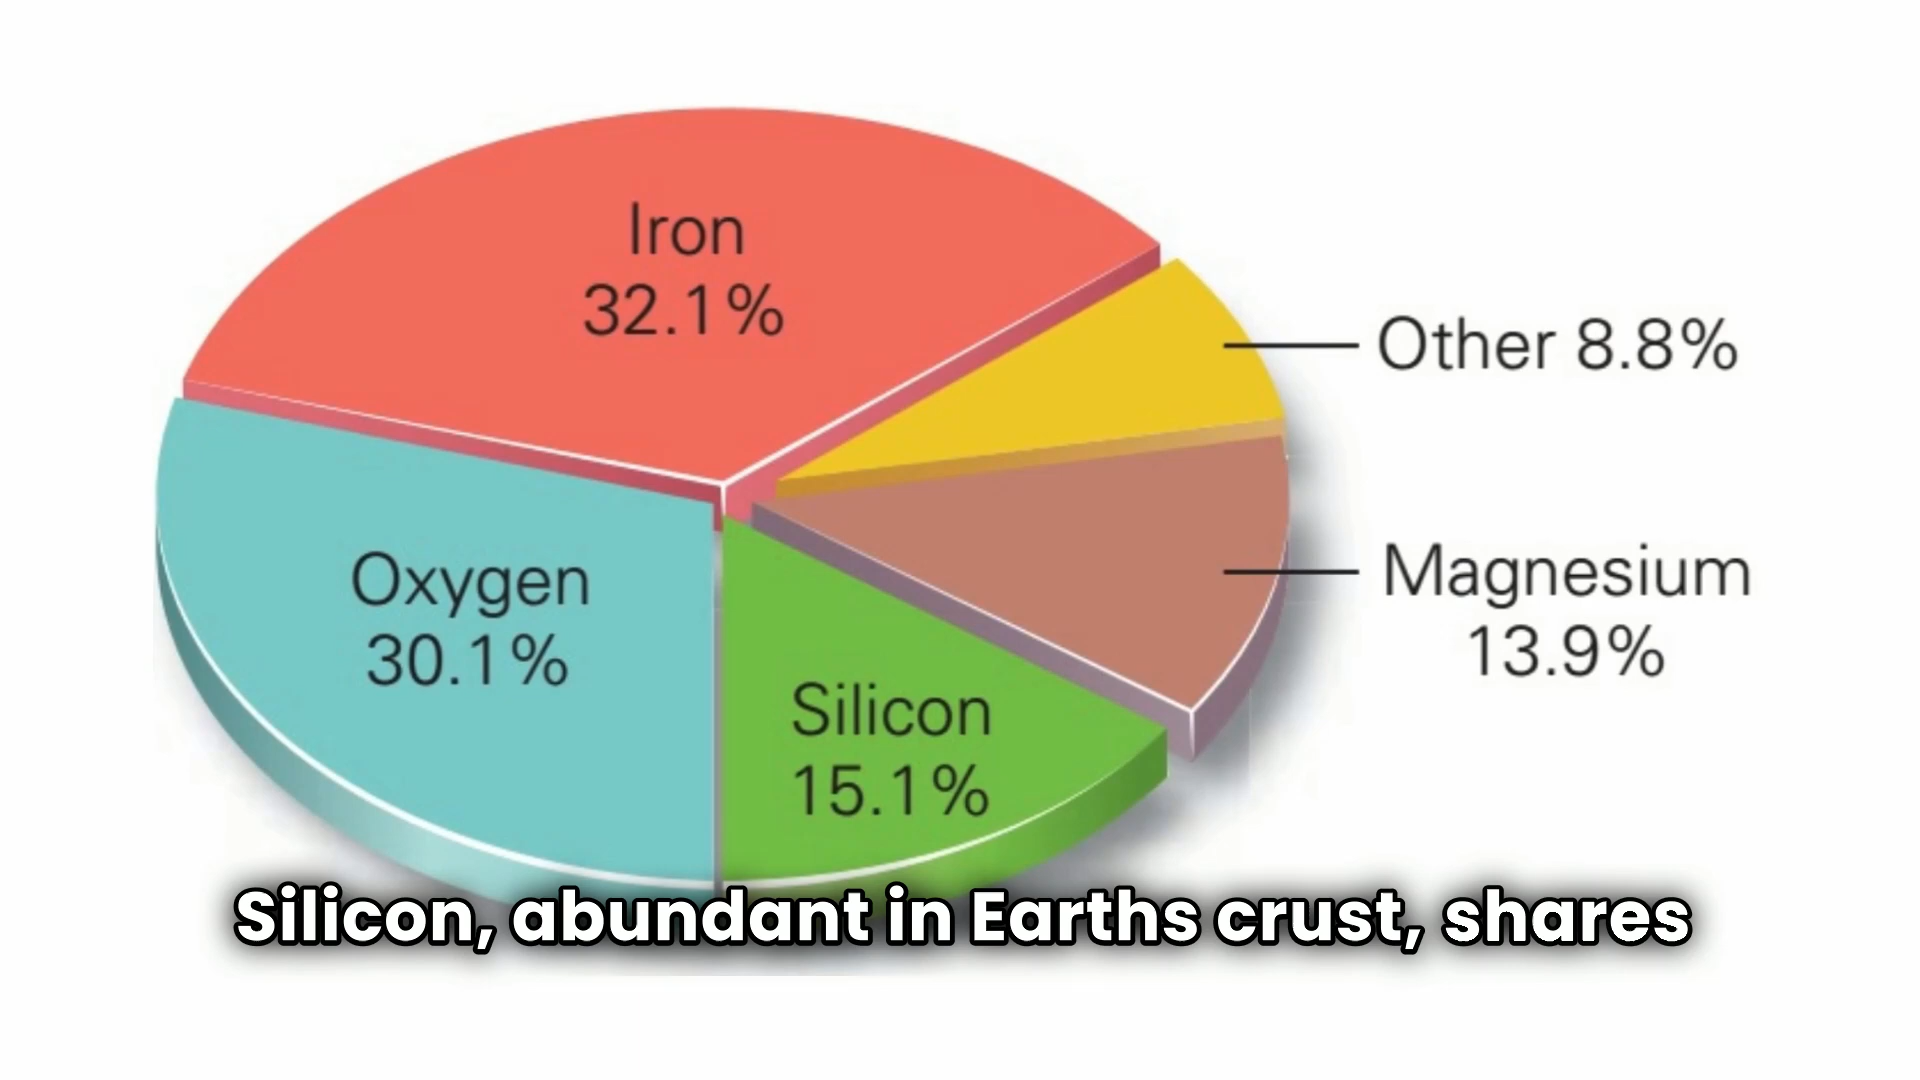 Iron
32.1%
Other 8.8%
Oxygen
30.1%
Magnesium
13.9%
Silicon
15.1%
Silicon, abundant in Earths crust, shares